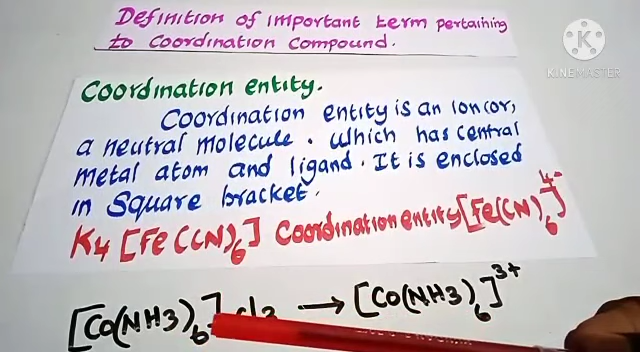 Definition of important term pertaining
to coordination compound.
KINEMASTER
Coordination entity.
Coordination entity is an ion (or)
a neutral molecule. which has central
metal atom and ligand. It is enclosed
in Square bracket.
K4 [Fe(CN)6] Coordination entity [Fe(CN)6]4-
[Co(NH3)6] → [Co(NH3)6]3+